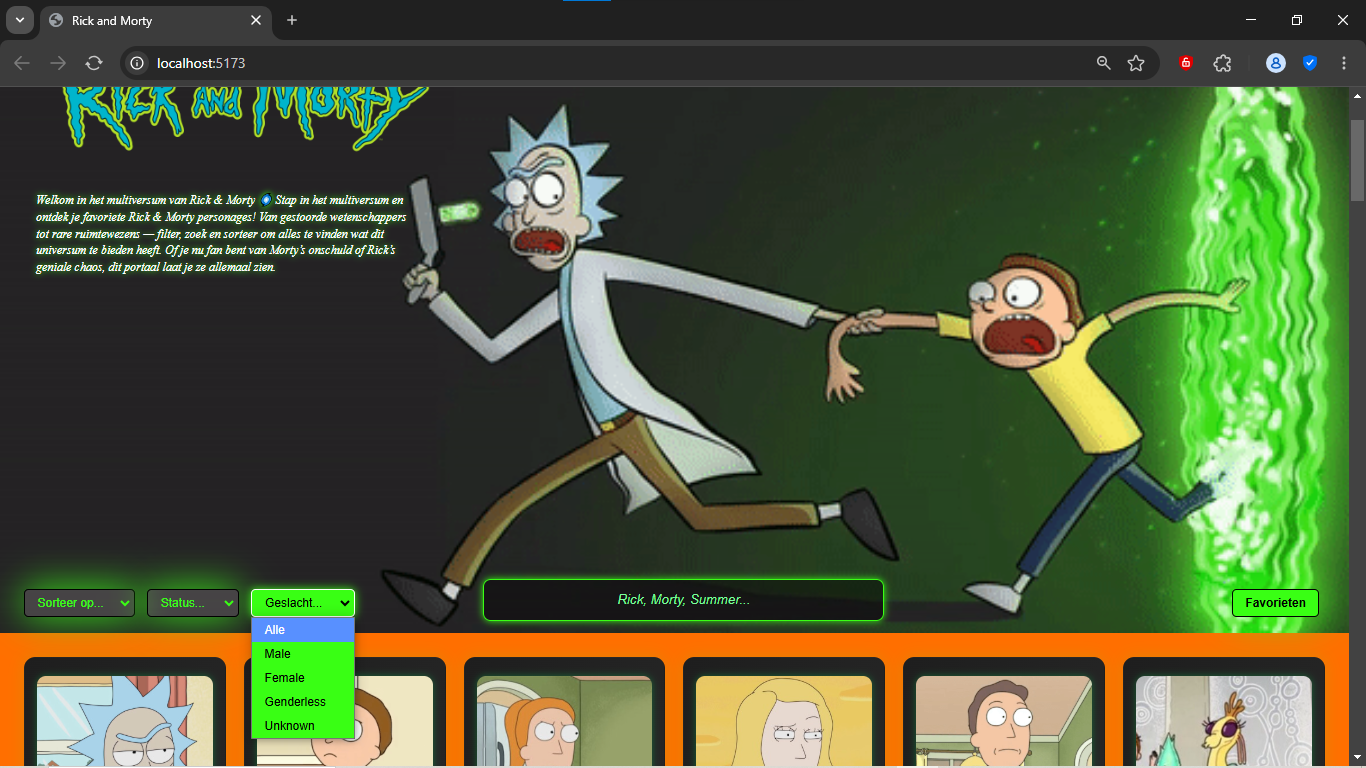 Rick and Morty
localhost:5173
RICK AND MORTY
Welkom in het multiversum van Rick & Morty Stap in het multiversum en
ontdek je favoriete Rick & Morty personages! Van gestoorde wetenschappers
tot rare ruimtewezens — filter, zoek en sorteer om alles te vinden wat dit
universum te bieden heeft. Of je nu fan bent van Morty's onschuld of Rick's
geniale chaos, dit portaal laat je ze allemaal zien.
Sorteer op...
Status...
Geslacht...
Rick, Morty, Summer...
Favorieten
Alle
Male
Female
Genderless
Unknown